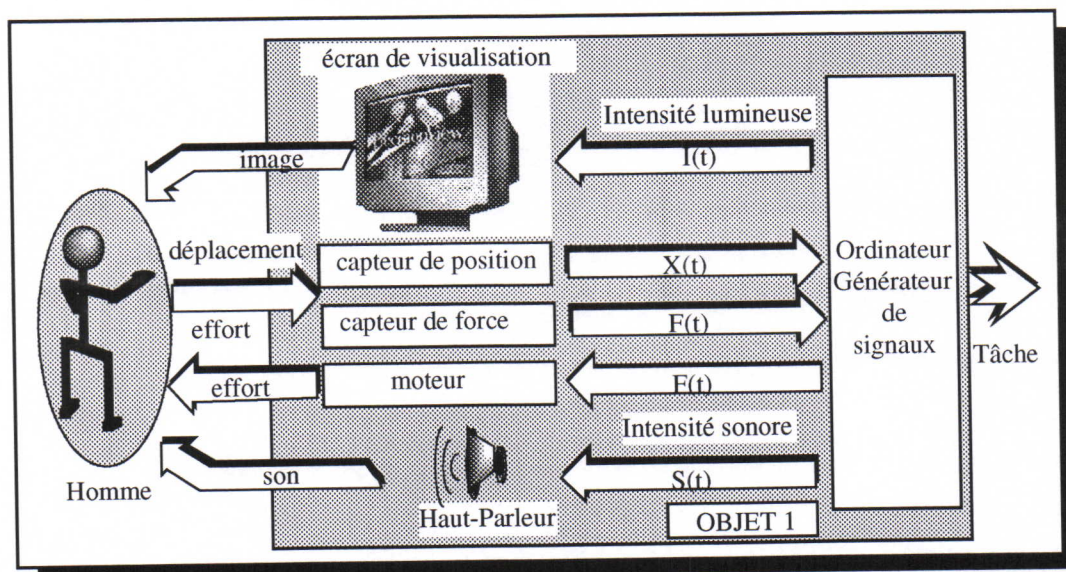 écran de visualisation
Intensité lumineuse
I(t)
image
déplacement
capteur de position
X(t)
Ordinateur
Générateur
de
signaux
effort
capteur de force
F(t)
Tâche
effort
moteur
F(t)
Intensité sonore
Homme
son
S(t)
Haut-Parleur
OBJET 1